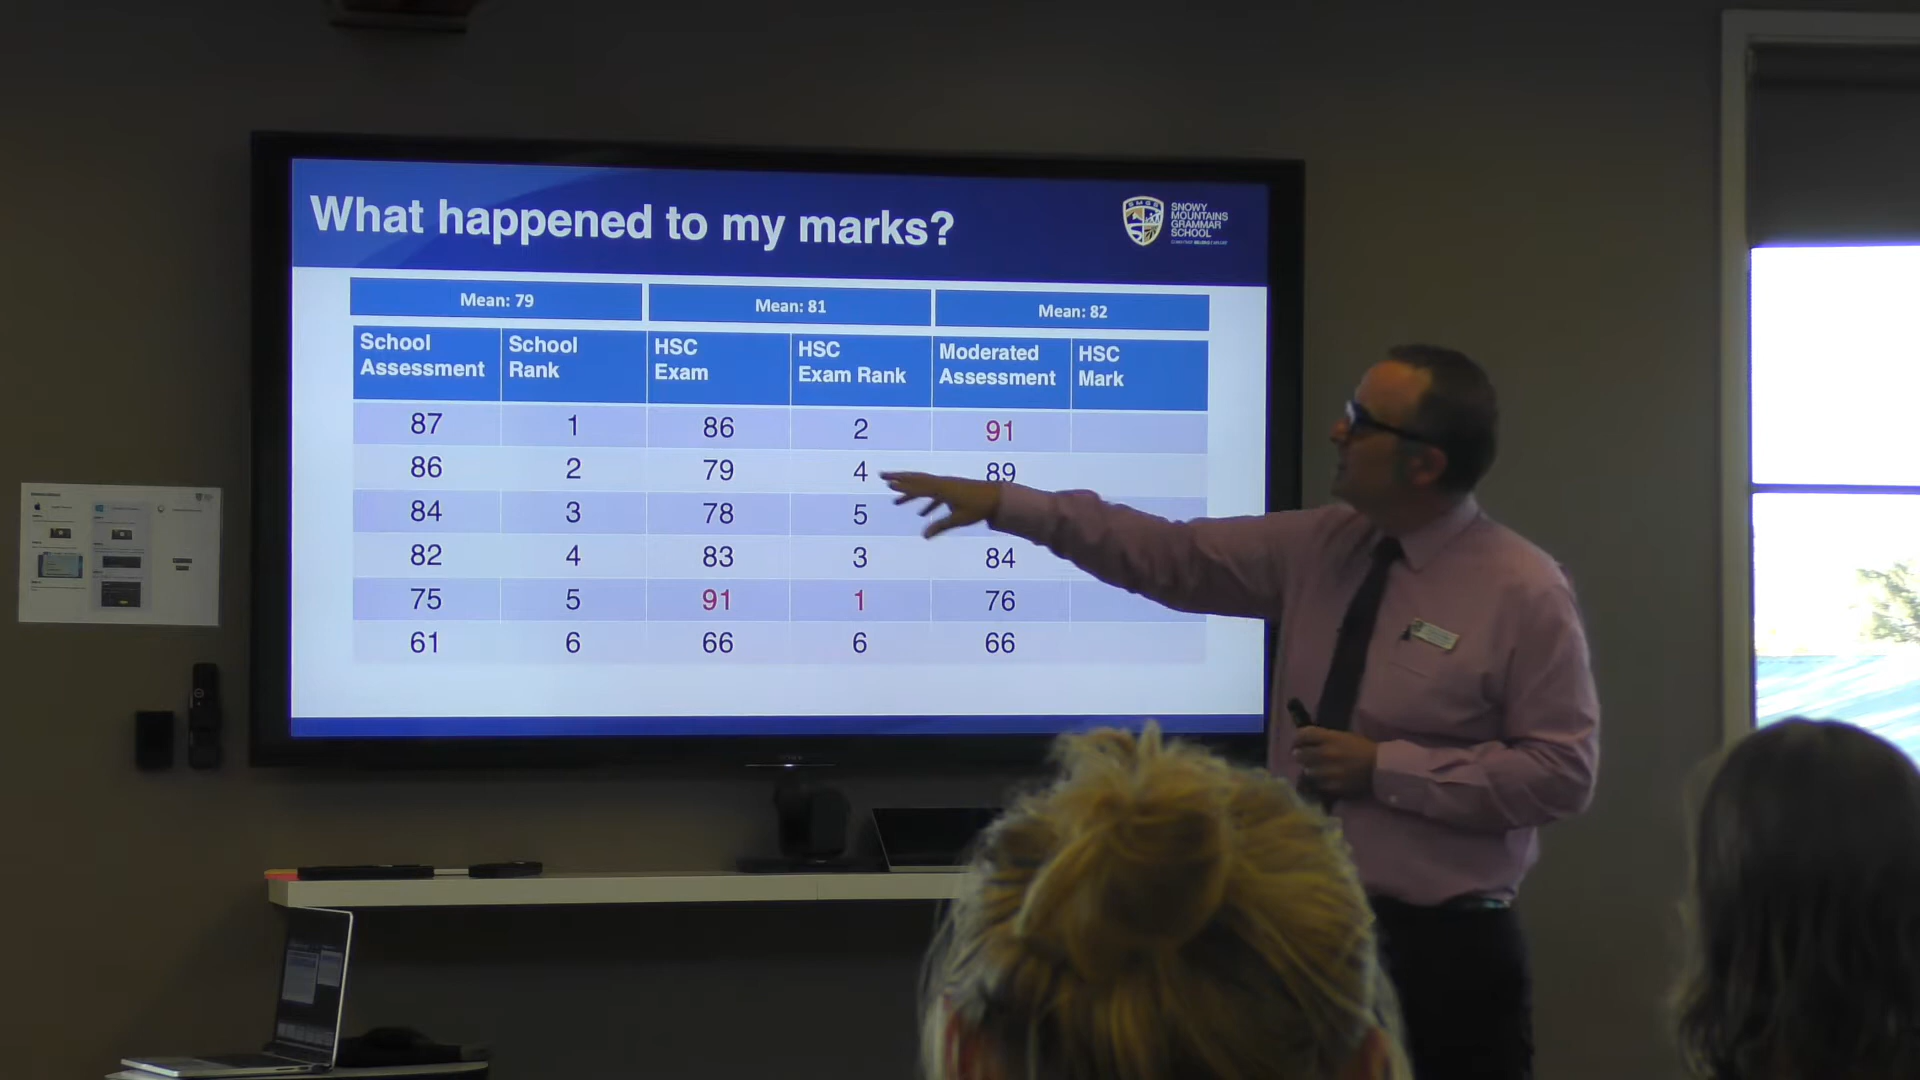 What happened to my marks?
SNOWY
MOUNTAINS
GRAMMAR
SCHOOL
Mean: 79 Mean: 81 Mean: 82
School Assessment School Rank HSC Exam HSC Exam Rank Moderated Assessment HSC Mark
87 1 86 2 91
86 2 79 4 89
84 3 78 5
82 4 83 3 84
75 5 91 1 76
61 6 66 6 66